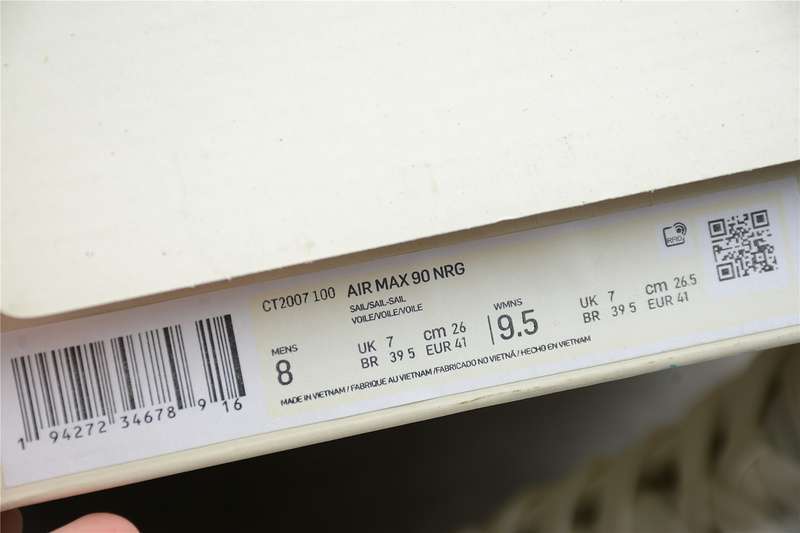 CT2007 100 AIR MAX 90 NRG
SAIL/SAIL-SAIL
VOILE/VOILE/VOILE
RFID
MENS
8
UK 7 cm 26
BR 39 5 EUR 41
WMNS
9.5
UK 7 cm 26.5
BR 39 5 EUR 41
MADE IN VIETNAM / FABRIQUE AU VIETNAM / FABRICADO NO VIETNÃ / HECHO EN VIETNAM
1 94272 34678 9 16